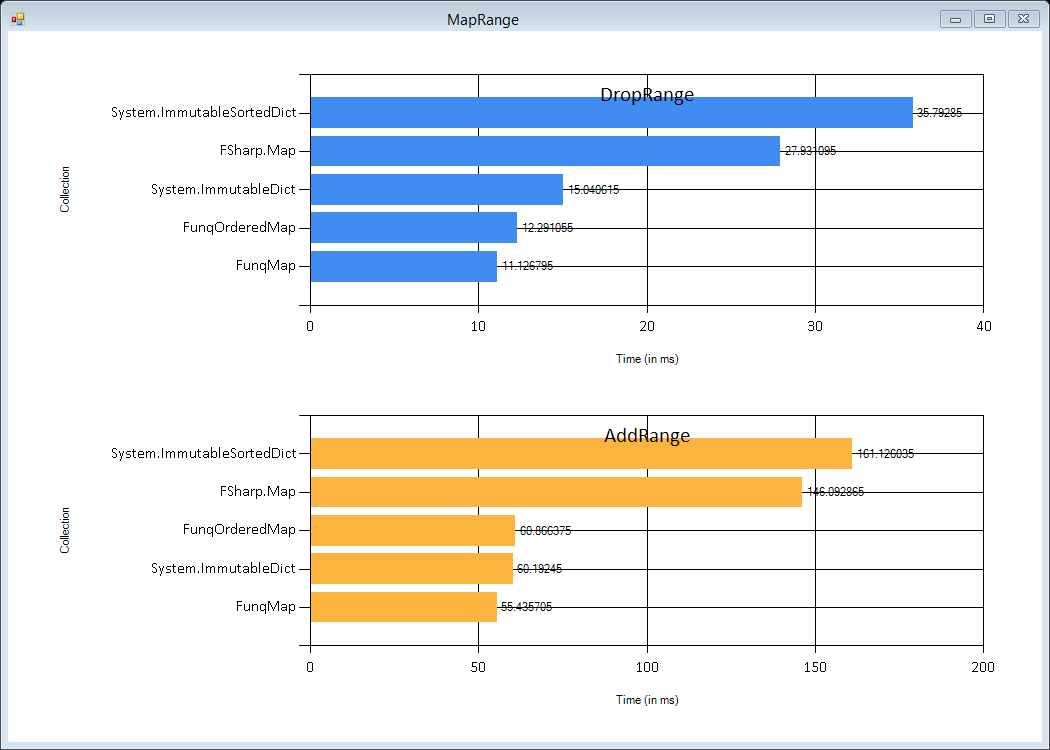 MapRange
DropRange
System.ImmutableSortedDict 35.79285
FSharp.Map 27.931095
System.ImmutableDict 15.040615
FunqOrderedMap 12.291055
FunqMap 11.126795
Collection
0 10 20 30 40
Time (in ms)
AddRange
System.ImmutableSortedDict 161.126035
FSharp.Map 146.092865
FunqOrderedMap 60.866375
System.ImmutableDict 60.19245
FunqMap 55.435705
Collection
0 50 100 150 200
Time (in ms)